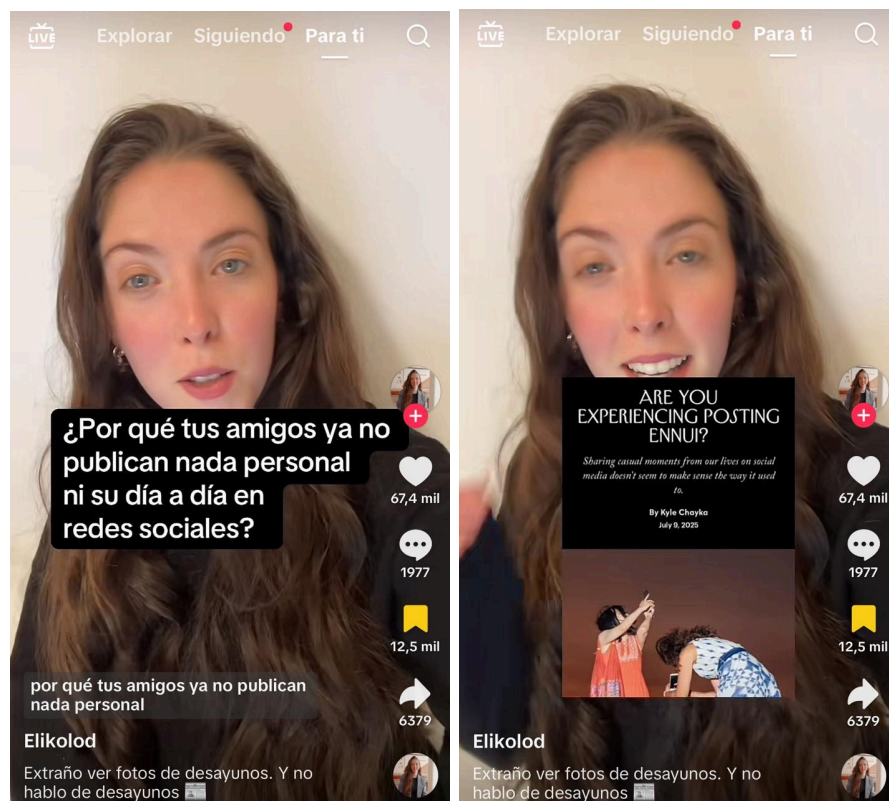 LIVE
Explorar
Siguiendo
Para ti
¿Por qué tus amigos ya no
publican nada personal
ni su día a día en
redes sociales?
67,4 mil
1977
12,5 mil
6379
por qué tus amigos ya no publican
nada personal
Elikolod
Extraño ver fotos de desayunos. Y no
hablo de desayunos
LIVE
Explorar
Siguiendo
Para ti
ARE YOU
EXPERIENCING POSTING
ENNUI?
Sharing casual moments from our lives on social
media doesn't seem to make sense the way it used
to.
By Kyle Chayka
July 9, 2025
67,4 mil
1977
12,5 mil
6379
Elikolod
Extraño ver fotos de desayunos. Y no
hablo de desayunos